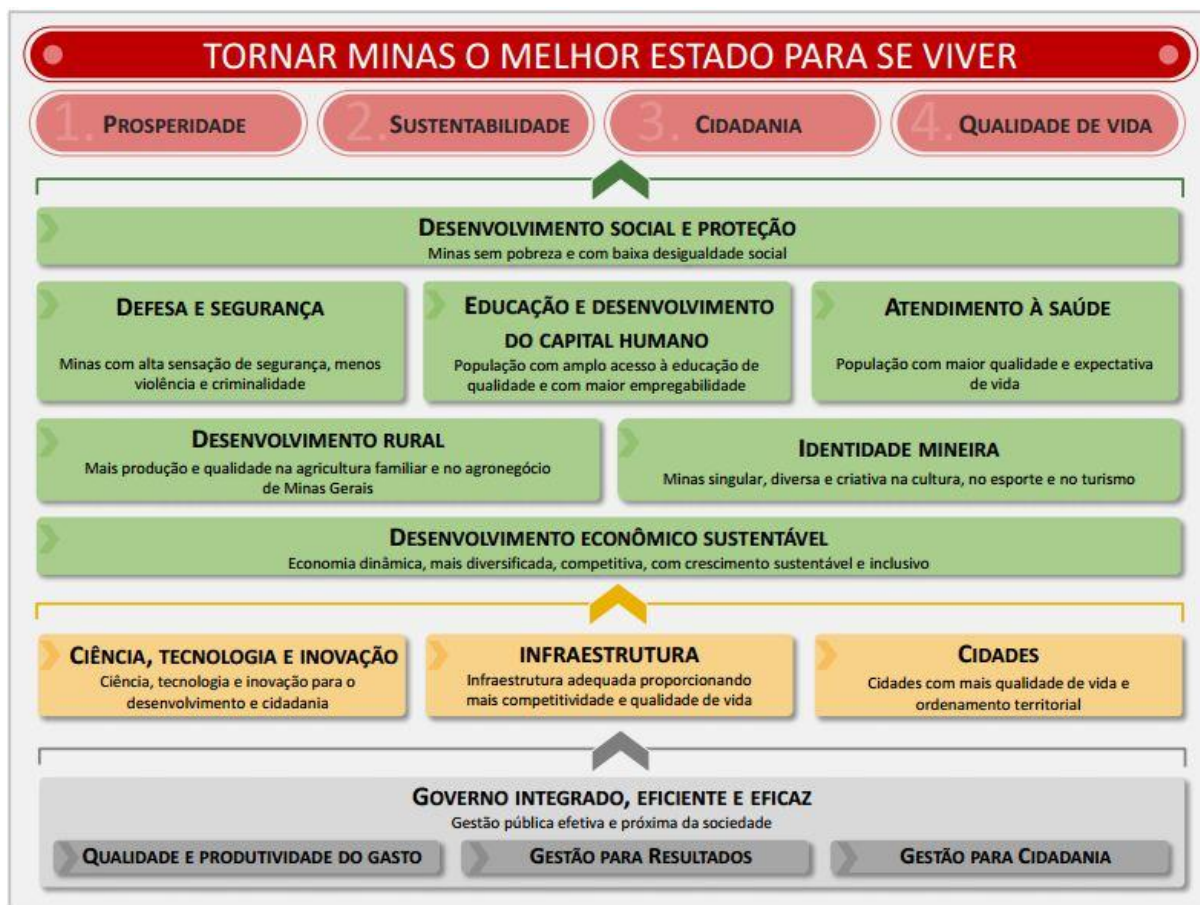 TORNAR MINAS O MELHOR ESTADO PARA SE VIVER
1. PROSPERIDADE
2. SUSTENTABILIDADE
3. CIDADANIA
4. QUALIDADE DE VIDA
DESENVOLVIMENTO SOCIAL E PROTEÇÃO
Minas sem pobreza e com baixa desigualdade social
DEFESA E SEGURANÇA
Minas com alta sensação de segurança, menos
violência e criminalidade
EDUCAÇÃO E DESENVOLVIMENTO
DO CAPITAL HUMANO
População com amplo acesso à educação de
qualidade e com maior empregabilidade
ATENDIMENTO À SAÚDE
População com maior qualidade e expectativa
de vida
DESENVOLVIMENTO RURAL
Mais produção e qualidade na agricultura familiar e no agronegócio
de Minas Gerais
IDENTIDADE MINEIRA
Minas singular, diversa e criativa na cultura, no esporte e no turismo
DESENVOLVIMENTO ECONÔMICO SUSTENTÁVEL
Economia dinâmica, mais diversificada, competitiva, com crescimento sustentável e inclusivo
CIÊNCIA, TECNOLOGIA E INOVAÇÃO
Ciência, tecnologia e inovação para o
desenvolvimento e cidadania
INFRAESTRUTURA
Infraestrutura adequada proporcionando
mais competitividade e qualidade de vida
CIDADES
Cidades com mais qualidade de vida e
ordenamento territorial
GOVERNO INTEGRADO, EFICIENTE E EFICAZ
Gestão pública efetiva e próxima da sociedade
QUALIDADE E PRODUTIVIDADE DO GASTO
GESTÃO PARA RESULTADOS
GESTÃO PARA CIDADANIA